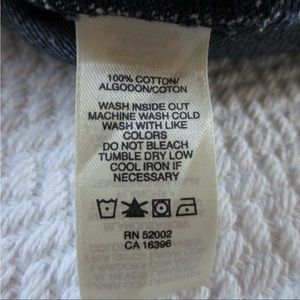 100% COTTON/
ALGODON/COTON
WASH INSIDE OUT
MACHINE WASH COLD
WASH WITH LIKE
COLORS
DO NOT BLEACH
TUMBLE DRY LOW
COOL IRON IF
NECESSARY
RN 52002
CA 16396